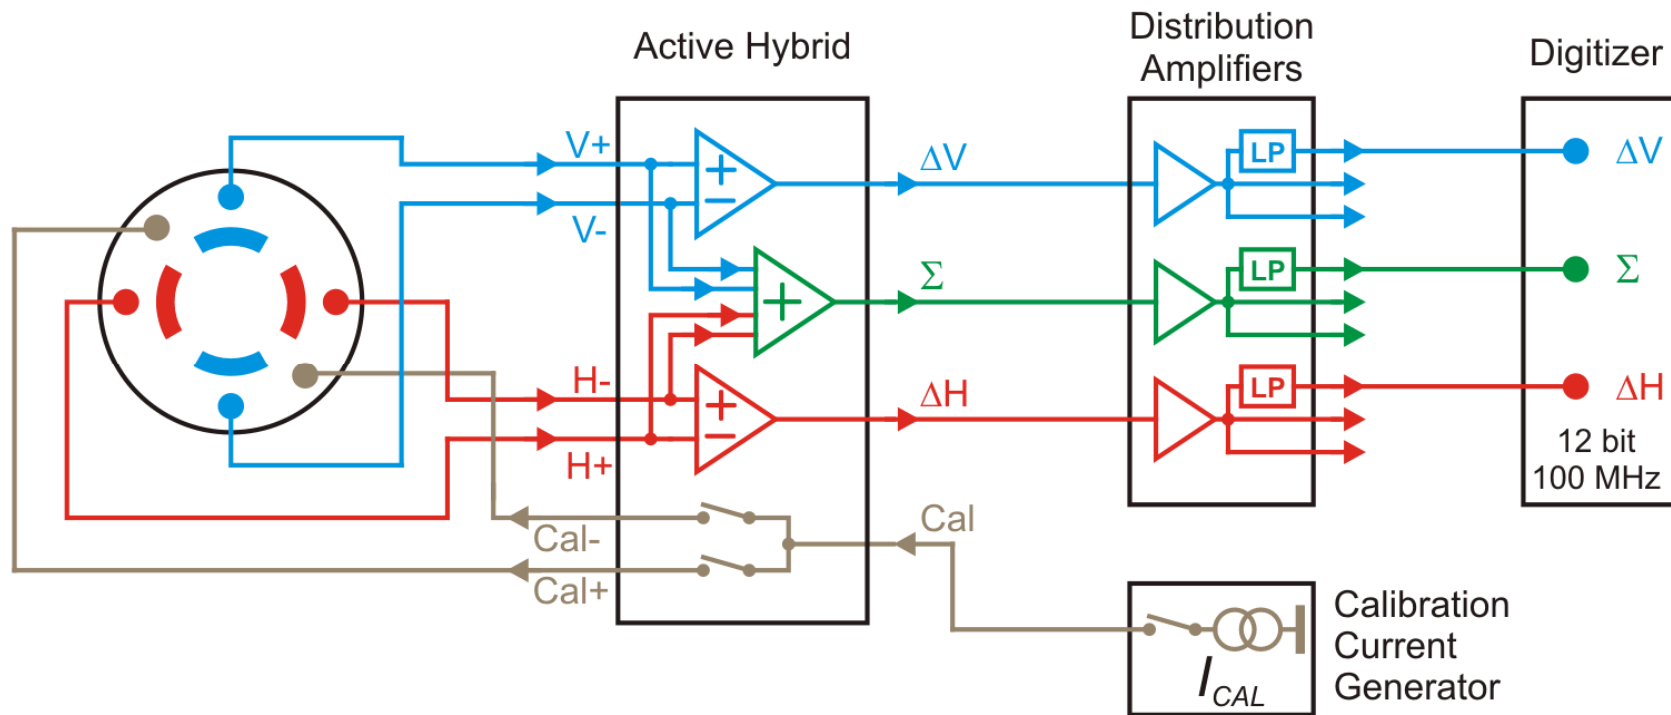 Active Hybrid
Distribution
Amplifiers
Digitizer
V+
V-
+
−
ΔV
LP
ΔV
Σ
+
LP
Σ
H-
H+
+
−
ΔH
LP
ΔH
12 bit
100 MHz
Cal-
Cal+
Cal
I CAL
Calibration
Current
Generator